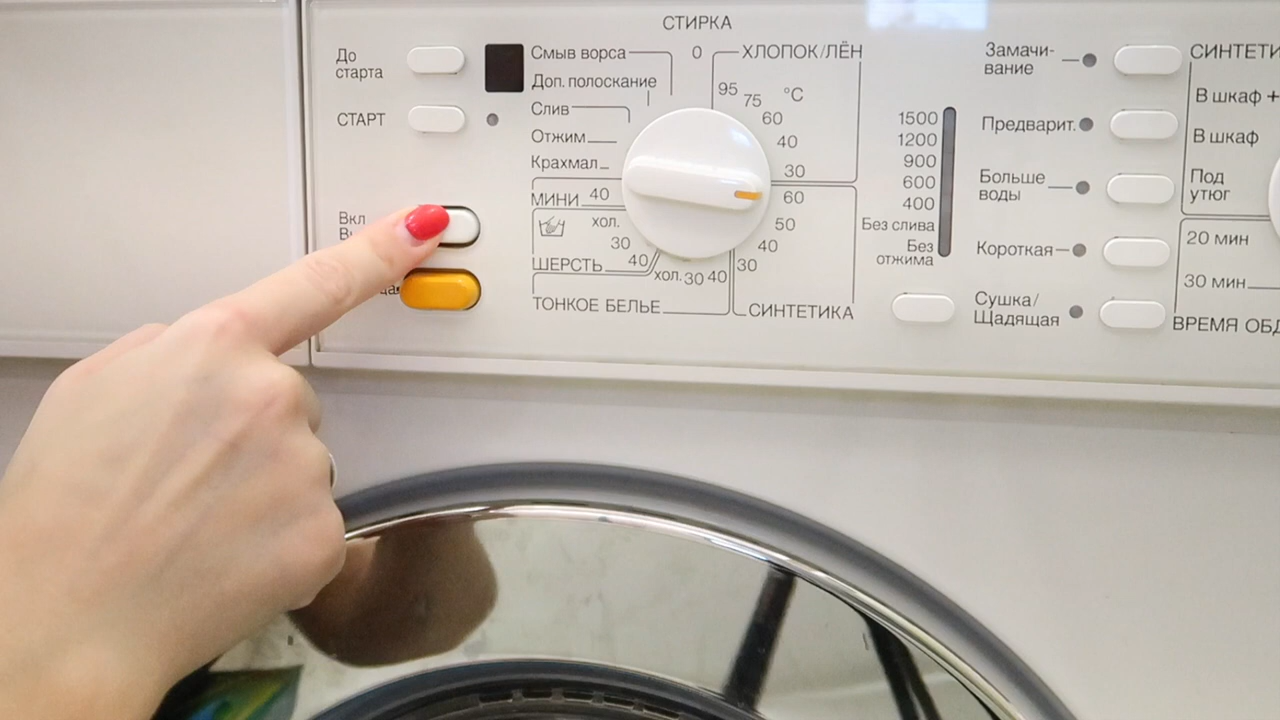 До
старта
СТАРТ
Вкл
СТИРКА
Смыв ворса
Доп. полоскание
Слив
Отжим
Крахмал
МИНИ 40
хол.
30
40
ШЕРСТЬ
ТОНКОЕ БЕЛЬЕ
0
ХЛОПОК/ЛЁН
95
75
°C
60
40
30
60
50
40
30
хол. 30 40
СИНТЕТИКА
1500
1200
900
600
400
Без слива
Без
отжима
Замачи-
вание
Предварит.
Больше
воды
Короткая
Сушка/
Щадящая
В шкаф +
В шкаф
Под
утюг
20 мин
30 мин
ВРЕМЯ